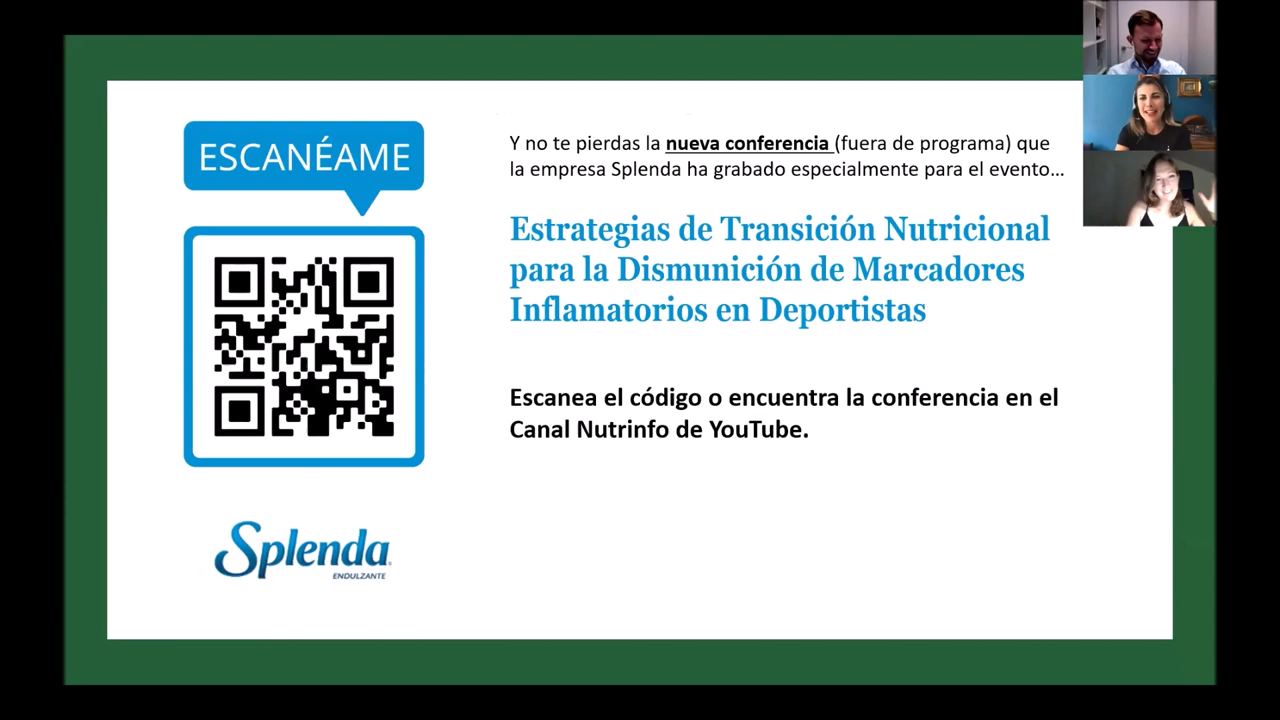 ESCANÉAME
Y no te pierdas la nueva conferencia (fuera de programa) que
la empresa Splenda ha grabado especialmente para el evento...
Estrategias de Transición Nutricional
para la Dismunición de Marcadores
Inflamatorios en Deportistas
Escanea el código o encuentra la conferencia en el
Canal Nutrinfo de YouTube.
Splenda
ENDULZANTE